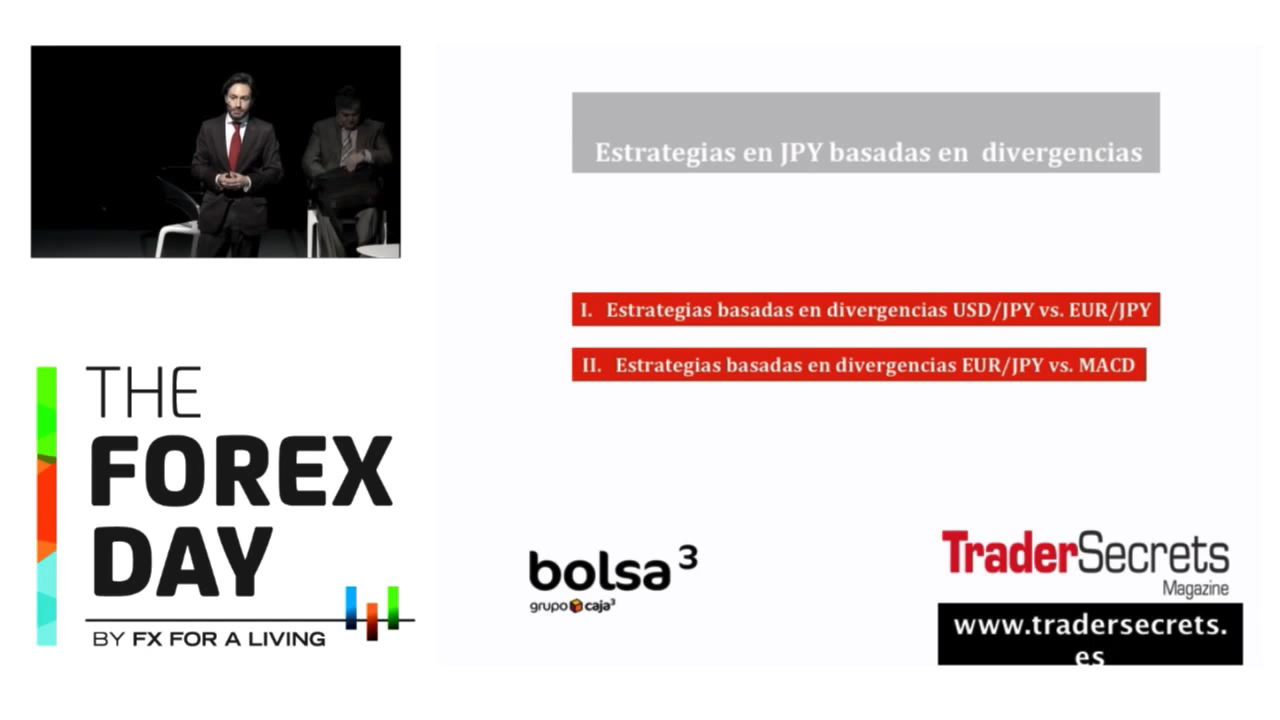 Estrategias en JPY basadas en divergencias
I. Estrategias basadas en divergencias USD/JPY vs. EUR/JPY
II. Estrategias basadas en divergencias EUR/JPY vs. MACD
THE
FOREX
DAY
BY FX FOR A LIVING
bolsa³
grupo caja³
TraderSecrets
Magazine
www.tradersecrets.
es